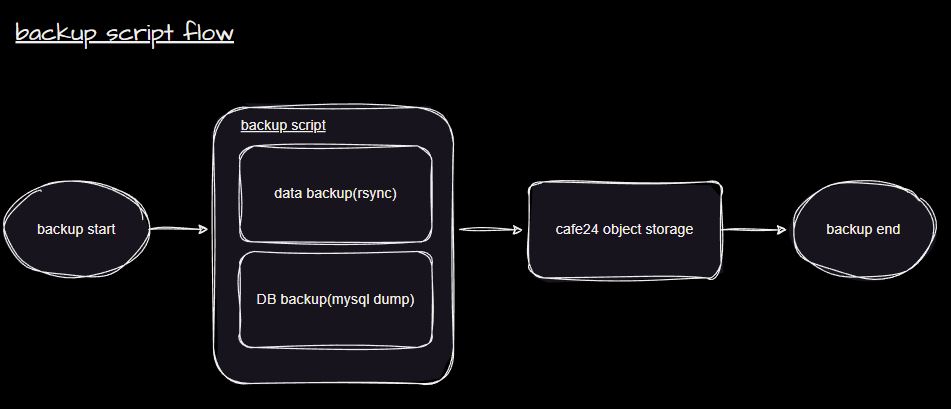 backup script flow
backup script
data backup(rsync)
DB backup(mysql dump)
backup start
cafe24 object storage
backup end